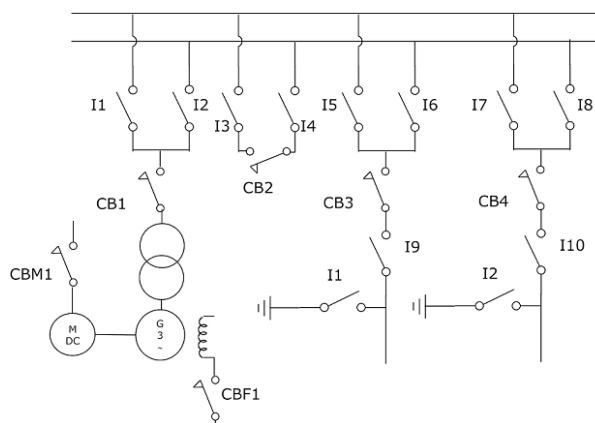 I1
I2
I3
I4
I5
I6
I7
I8
CB1
CB2
CB3
CB4
I9
I10
CBM1
I1
I2
M
DC
G
3
~
CBF1